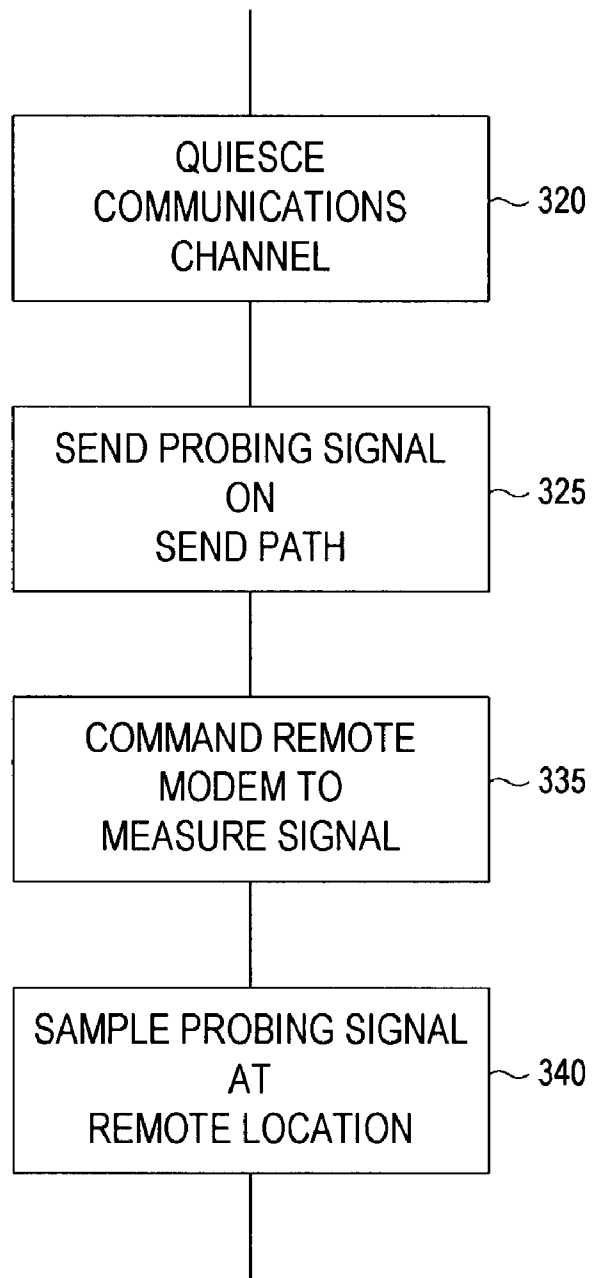 QUIESCE
COMMUNICATIONS
CHANNEL
320
SEND PROBING SIGNAL
ON
SEND PATH
325
COMMAND REMOTE
MODEM TO
MEASURE SIGNAL
335
SAMPLE PROBING SIGNAL
AT
REMOTE LOCATION
340